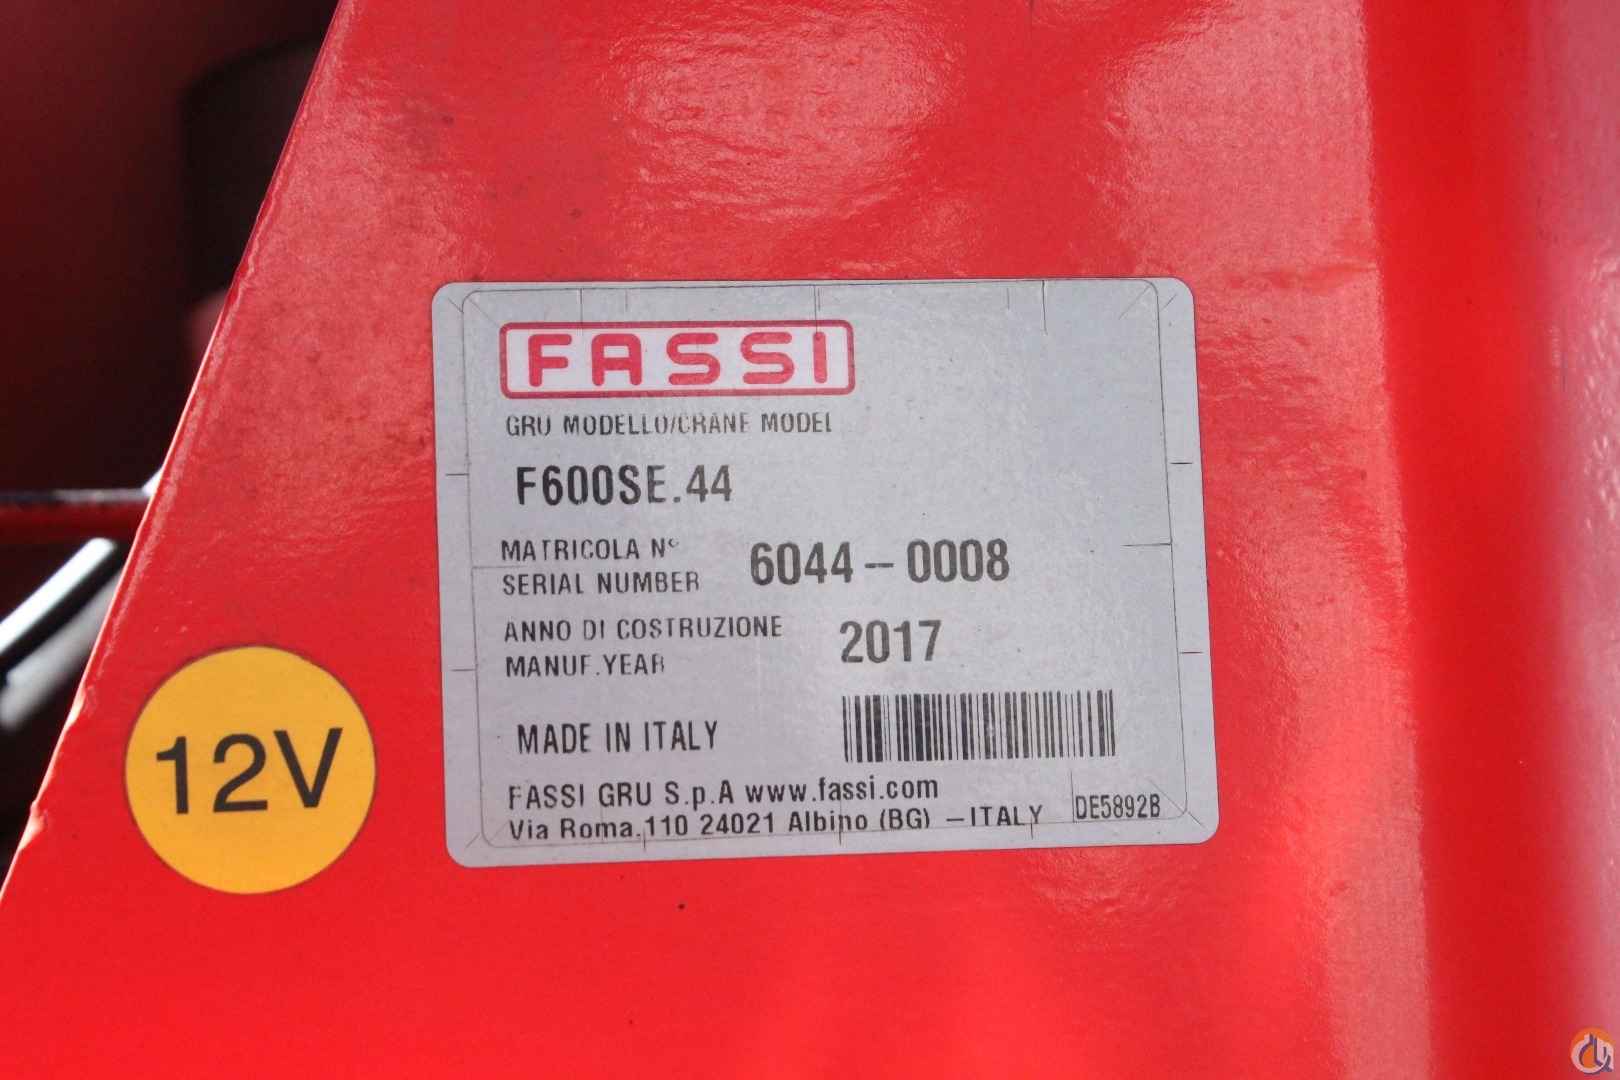 FASSI
GRU MODELLO/CRANE MODEL
F600SE.44
MATRICOLA N° 6044-0008
SERIAL NUMBER
ANNO DI COSTRUZIONE 2017
MANUF.YEAR
MADE IN ITALY
FASSI GRU S.p.A www.fassi.com
Via Roma,110 24021 Albino (BG) -ITALY DE5892B
12V